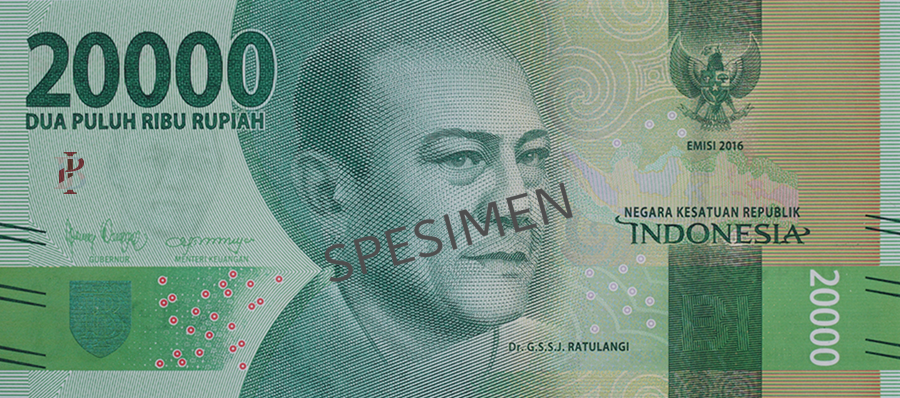 20000
DUA PULUH RIBU RUPIAH
EMISI 2016
NEGARA KESATUAN REPUBLIK
INDONESIA
SPESIMEN
GUBERNUR
MENTERI KEUANGAN
20000
Dr. G.S.S.J. RATULANGI